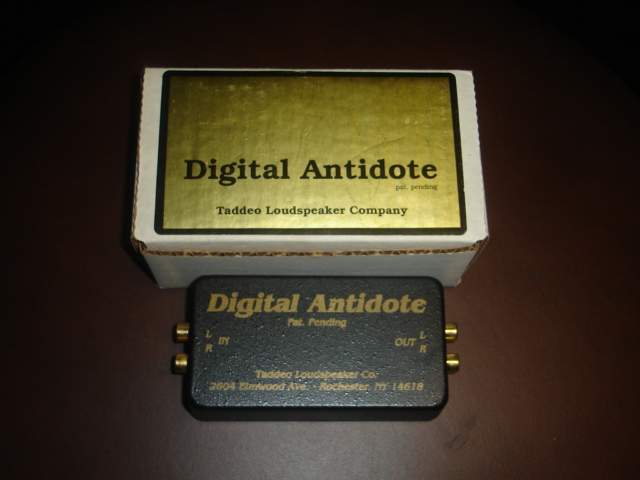 Digital Antidote
pat. pending
Taddeo Loudspeaker Company
Digital Antidote
Pat. Pending
L
R
IN
OUT
L
R
Taddeo Loudspeaker Co.
2604 Elmwood Ave. · Rochester, NY 14618